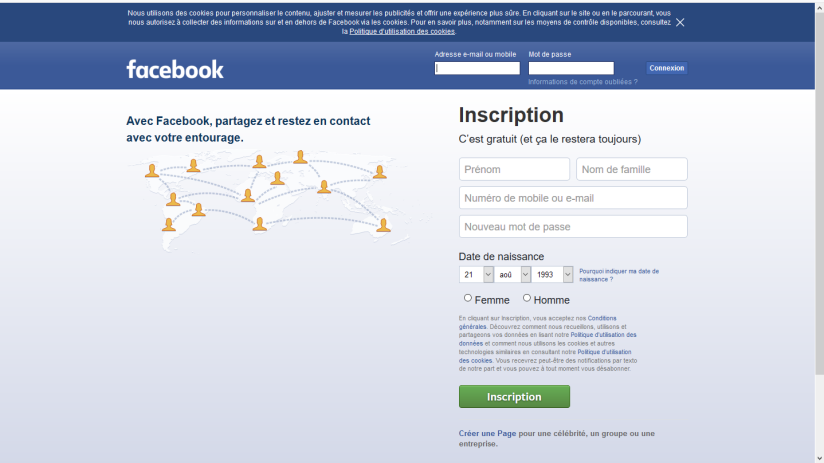 Nous utilisons des cookies pour personnaliser le contenu, ajuster et mesurer les publicités et offrir une expérience plus sûre. En cliquant sur le site ou en le parcourant, vous
nous autorisez à collecter des informations sur et en dehors de Facebook via les cookies. Pour en savoir plus, notamment sur les moyens de contrôle disponibles, consultez
la Politique d'utilisation des cookies.
facebook
Adresse e-mail ou mobile
Mot de passe
Connexion
Informations de compte oubliées ?
Avec Facebook, partagez et restez en contact
avec votre entourage.
Inscription
C'est gratuit (et ça le restera toujours)
Prénom
Nom de famille
Numéro de mobile ou e-mail
Nouveau mot de passe
Date de naissance
21
aoû
1993
Pourquoi indiquer ma date de
naissance ?
Femme
Homme
En cliquant sur Inscription, vous acceptez nos Conditions
générales. Découvrez comment nous recueillons, utilisons et
partageons vos données en lisant notre Politique d'utilisation des
données et comment nous utilisons les cookies et autres
technologies similaires en consultant notre Politique d'utilisation
des cookies. Vous recevrez peut-être des notifications par texto
de notre part et vous pouvez à tout moment vous désabonner.
Inscription
Créer une Page pour une célébrité, un groupe ou une
entreprise.